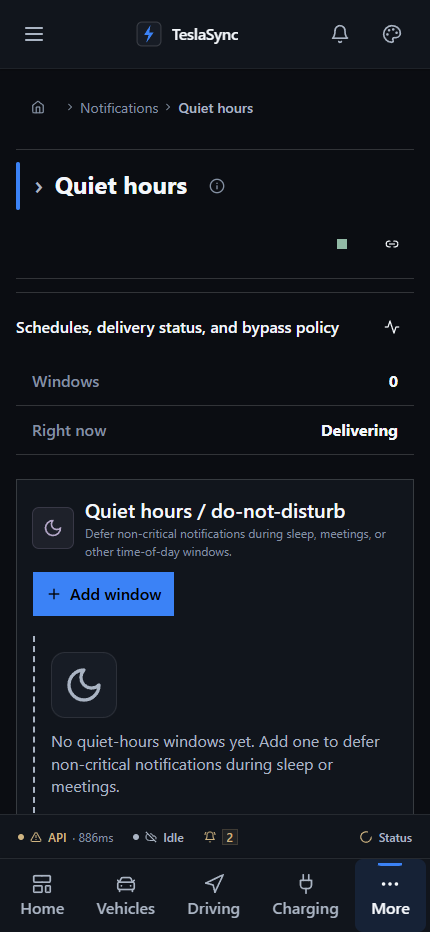 TeslaSync
Notifications
Quiet hours
Quiet hours
Schedules, delivery status, and bypass policy
Windows 0
Right now Delivering
Quiet hours / do-not-disturb
Defer non-critical notifications during sleep, meetings, or
other time-of-day windows.
+ Add window
No quiet-hours windows yet. Add one to defer
non-critical notifications during sleep or
meetings.
API · 886ms Idle 2 Status
Home Vehicles Driving Charging More